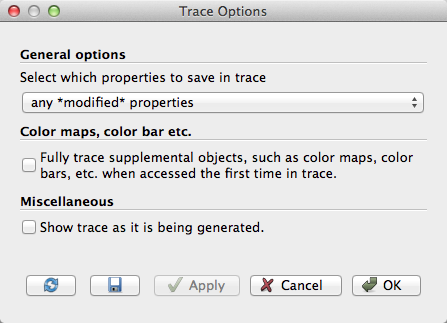 Trace Options
General options
Select which properties to save in trace
any *modified* properties
Color maps, color bar etc.
Fully trace supplemental objects, such as color maps, color
bars, etc. when accessed the first time in trace.
Miscellaneous
Show trace as it is being generated.
Apply Cancel OK